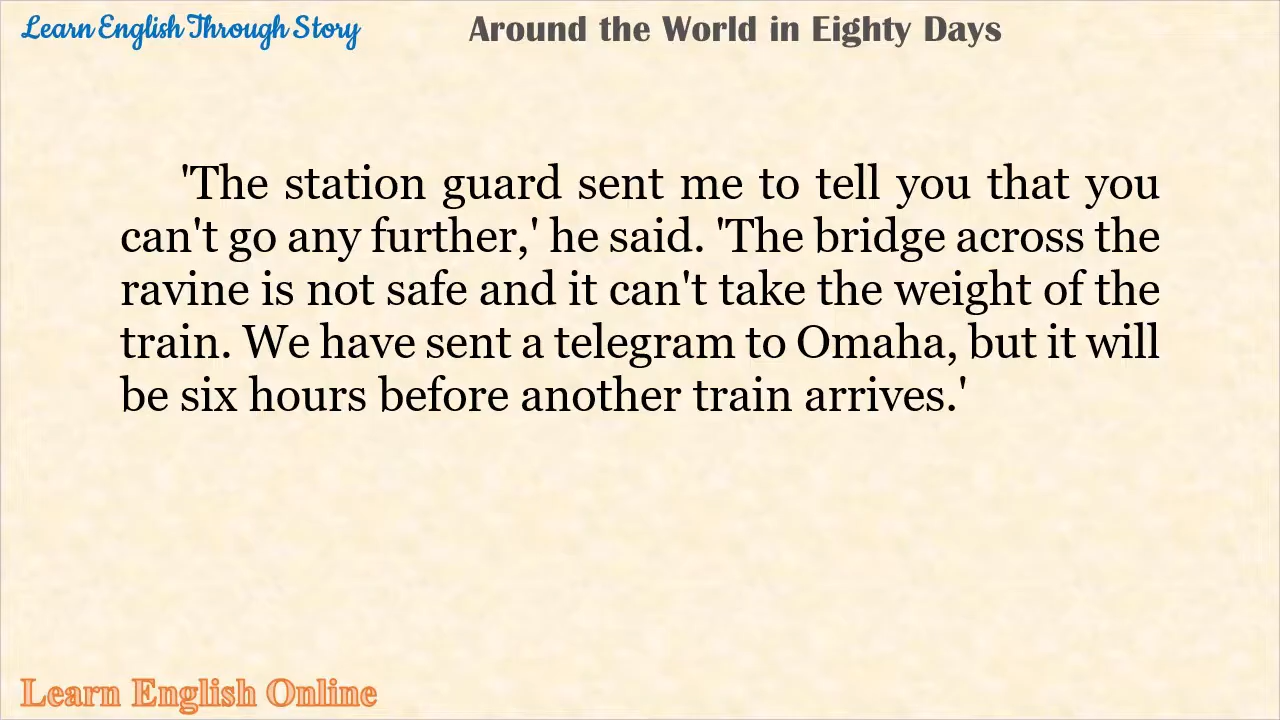 Learn English Through Story
Around the World in Eighty Days
'The station guard sent me to tell you that you
can't go any further,' he said. 'The bridge across the
ravine is not safe and it can't take the weight of the
train. We have sent a telegram to Omaha, but it will
be six hours before another train arrives.'
Learn English Online